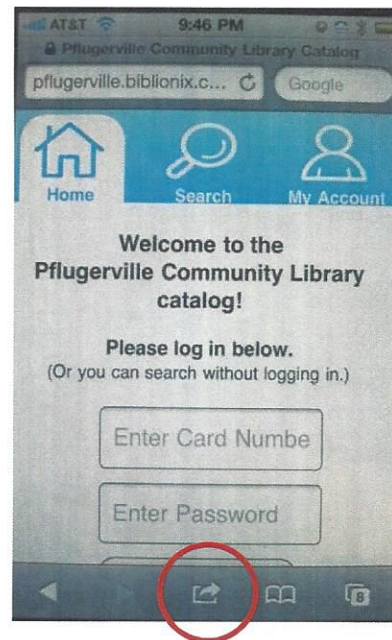 AT&T 9:46 PM
Pflugerville Community Library Catalog
pflugerville.biblionix.c... Google
Home Search My Account
Welcome to the
Pflugerville Community Library
catalog!
Please log in below.
(Or you can search without logging in.)
Enter Card Numbe
Enter Password
8